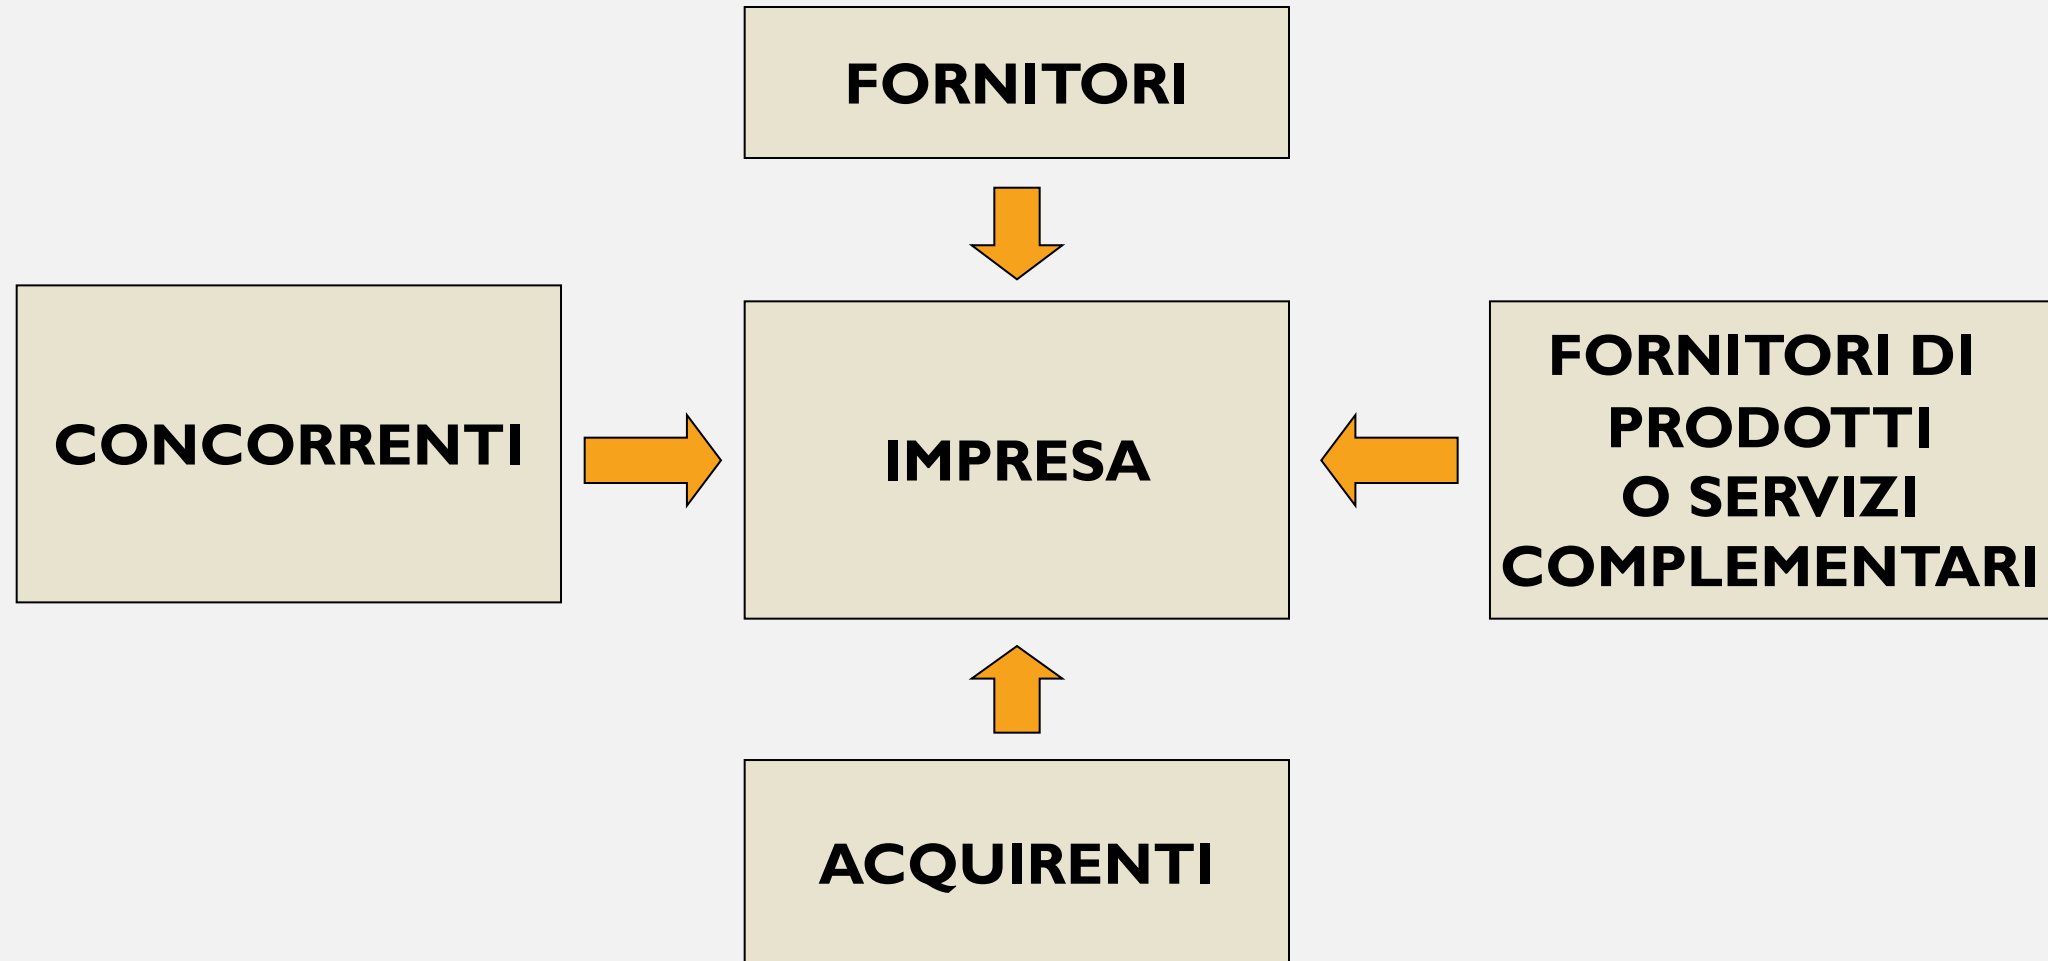 FORNITORI
CONCORRENTI
IMPRESA
FORNITORI DI
PRODOTTI
O SERVIZI
COMPLEMENTARI
ACQUIRENTI